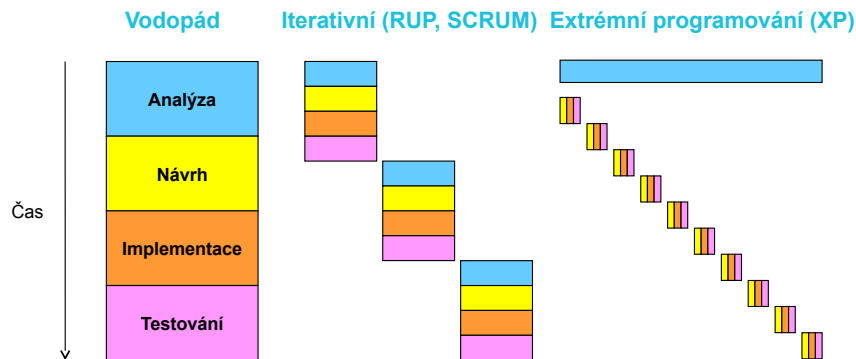 Vodopád
Iterativní (RUP, SCRUM)
Extrémní programování (XP)
Analýza
Návrh
Čas
Implementace
Testování